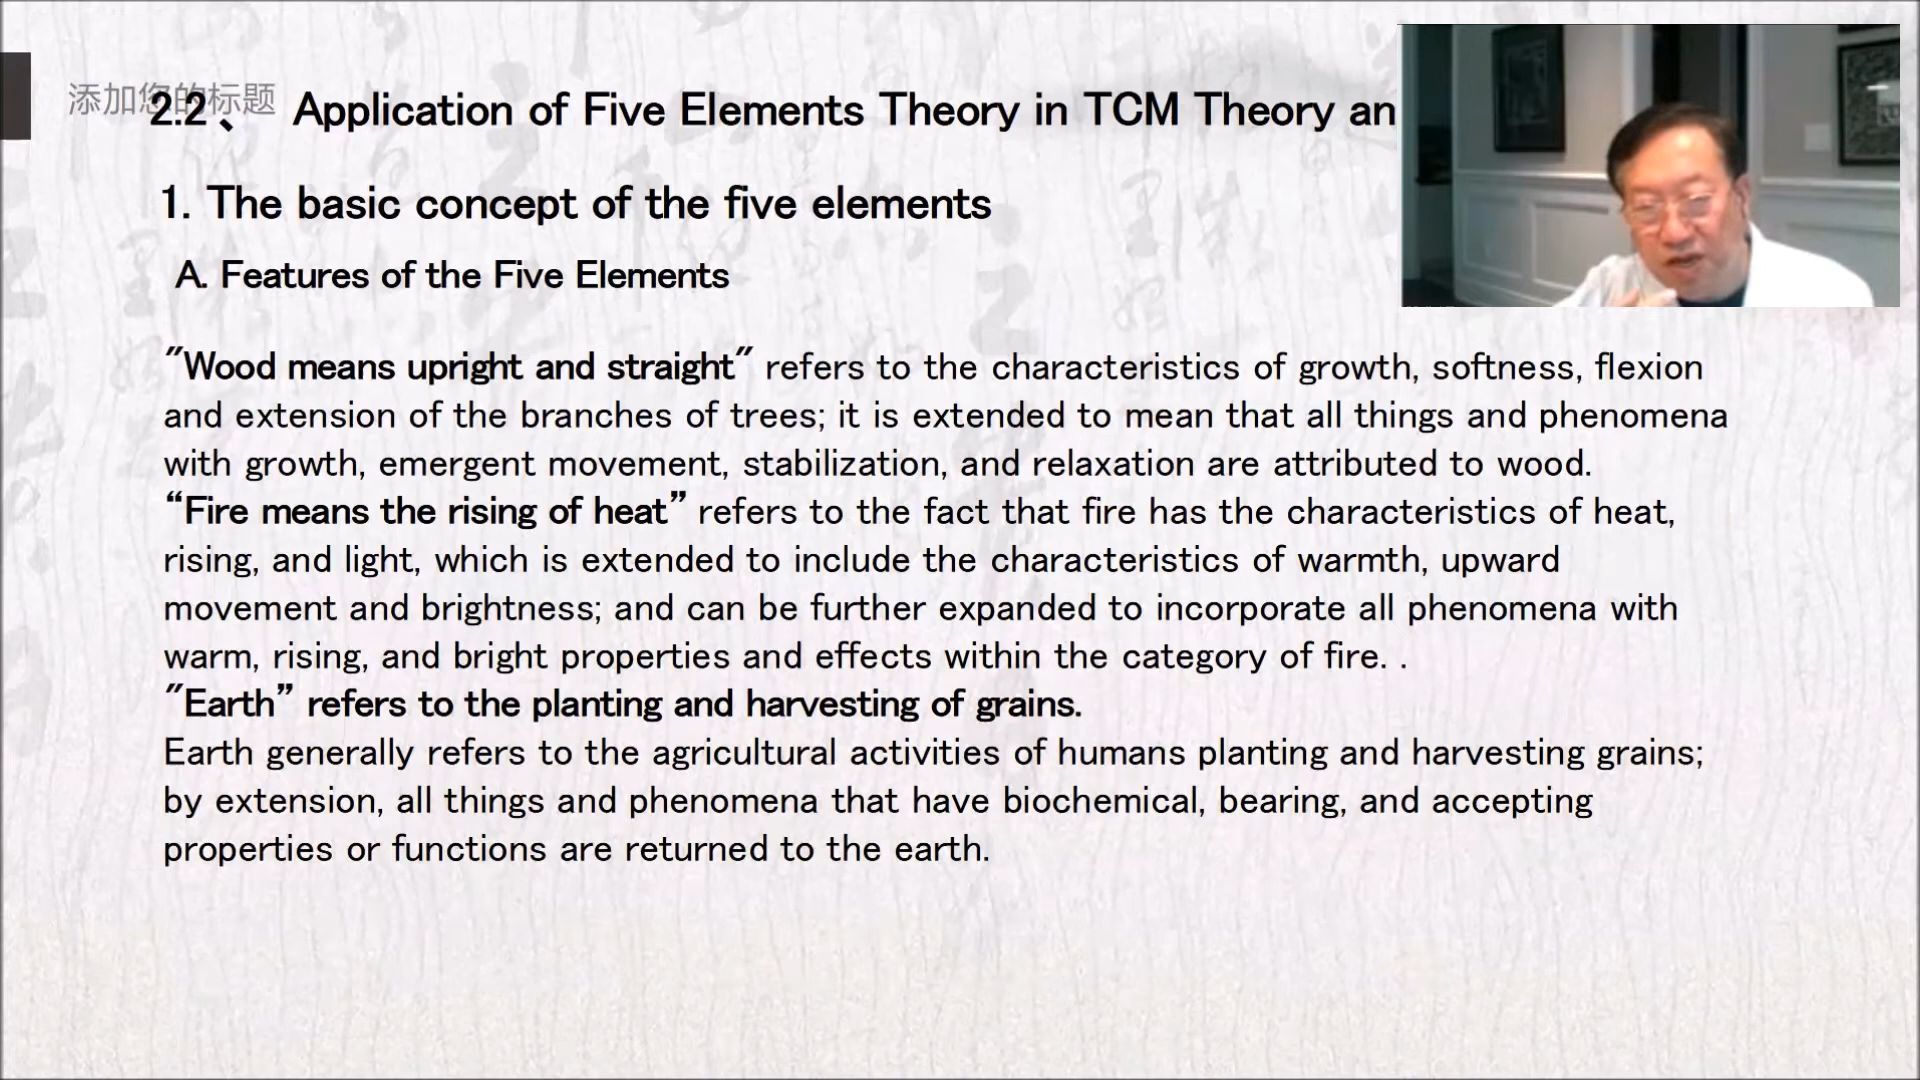 添加您的标题
2.2、 Application of Five Elements Theory in TCM Theory an
1. The basic concept of the five elements
A. Features of the Five Elements
"Wood means upright and straight" refers to the characteristics of growth, softness, flexion
and extension of the branches of trees; it is extended to mean that all things and phenomena
with growth, emergent movement, stabilization, and relaxation are attributed to wood.
“Fire means the rising of heat” refers to the fact that fire has the characteristics of heat,
rising, and light, which is extended to include the characteristics of warmth, upward
movement and brightness; and can be further expanded to incorporate all phenomena with
warm, rising, and bright properties and effects within the category of fire. .
"Earth” refers to the planting and harvesting of grains.
Earth generally refers to the agricultural activities of humans planting and harvesting grains;
by extension, all things and phenomena that have biochemical, bearing, and accepting
properties or functions are returned to the earth.